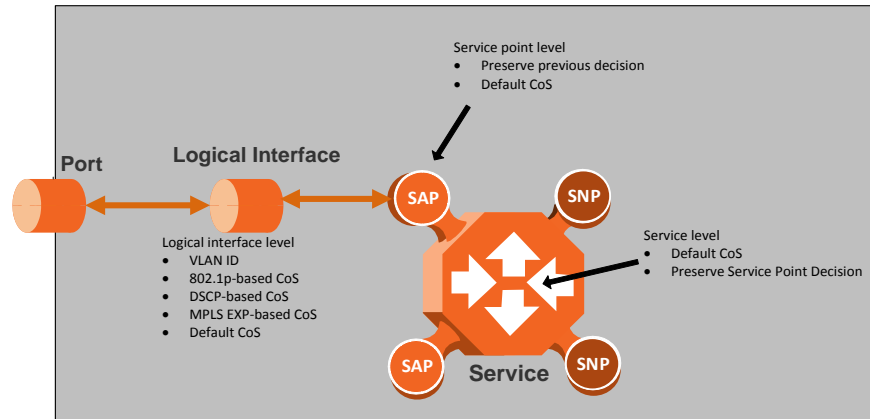 Service point level
• Preserve previous decision
• Default CoS
Port
Logical Interface
SAP
SNP
Logical interface level
• VLAN ID
• 802.1p-based CoS
• DSCP-based CoS
• MPLS EXP-based CoS
• Default CoS
Service level
• Default CoS
• Preserve Service Point Decision
SAP
Service
SNP